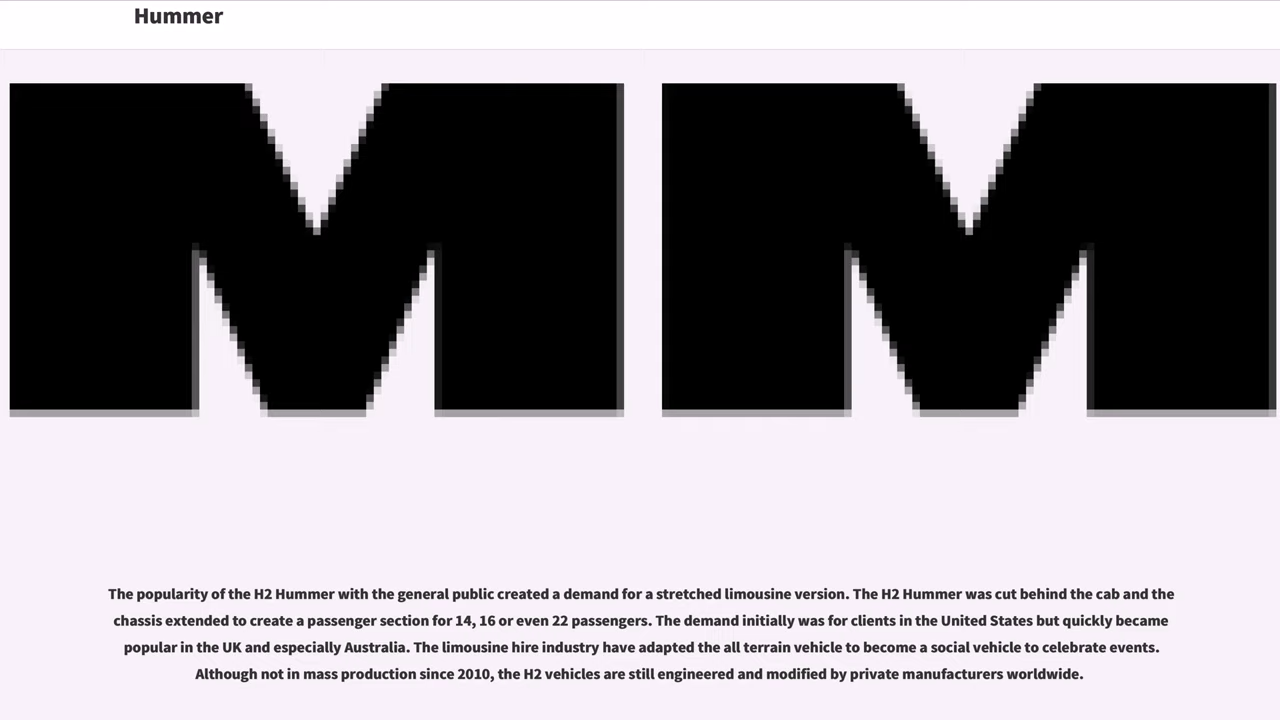 Hummer
MM
The popularity of the H2 Hummer with the general public created a demand for a stretched limousine version. The H2 Hummer was cut behind the cab and the
chassis extended to create a passenger section for 14, 16 or even 22 passengers. The demand initially was for clients in the United States but quickly became
popular in the UK and especially Australia. The limousine hire industry have adapted the all terrain vehicle to become a social vehicle to celebrate events.
Although not in mass production since 2010, the H2 vehicles are still engineered and modified by private manufacturers worldwide.